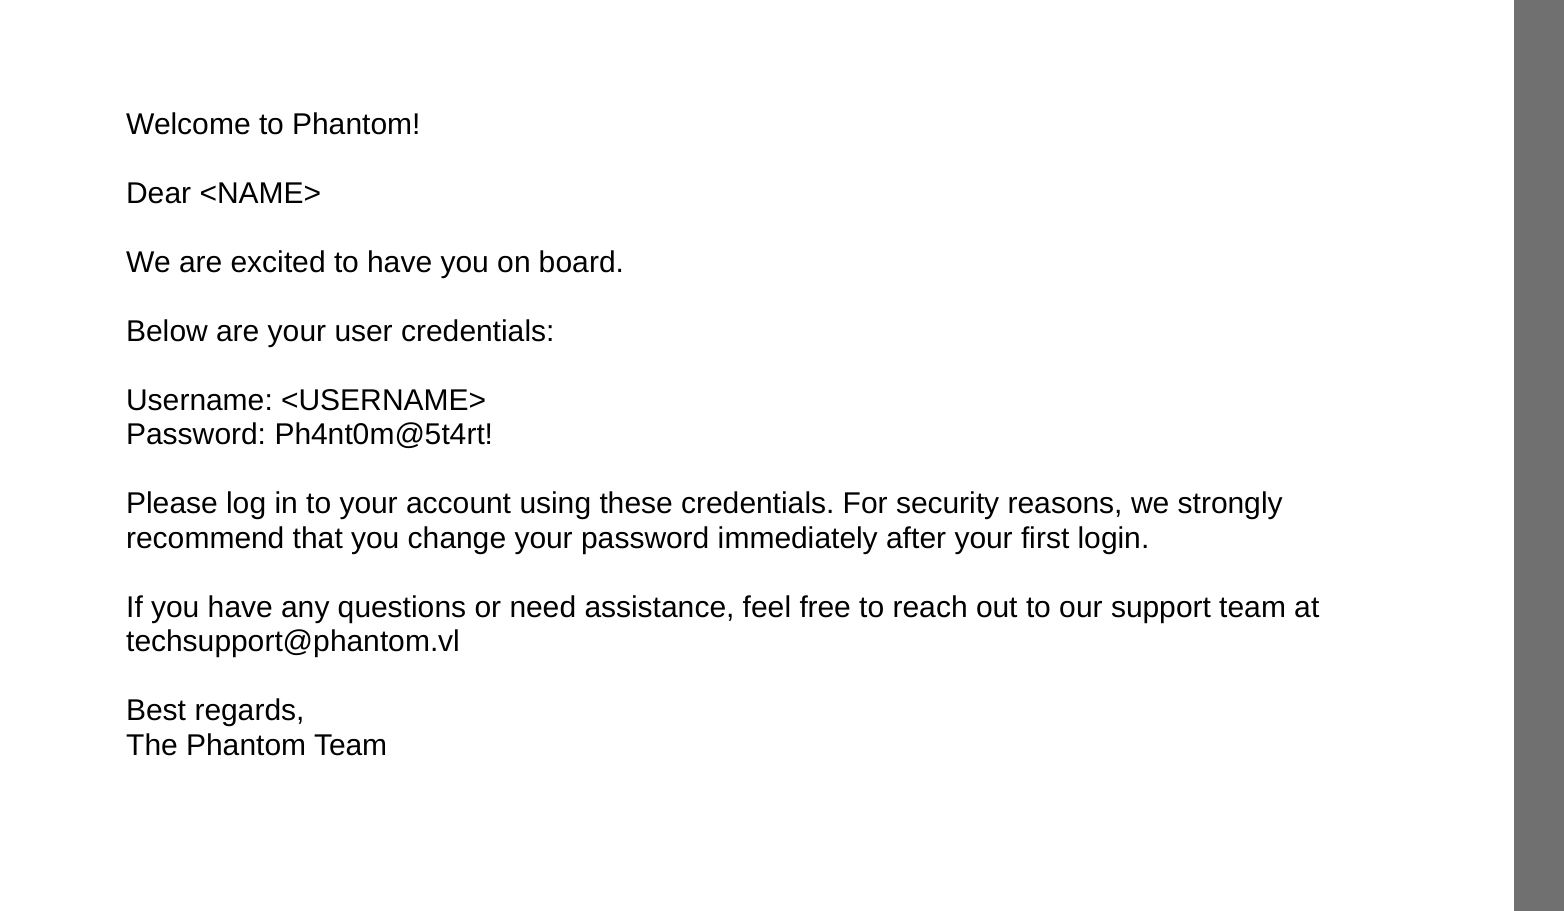 Welcome to Phantom!
Dear <NAME>
We are excited to have you on board.
Below are your user credentials:
Username: <USERNAME>
Password: Ph4nt0m@5t4rt!
Please log in to your account using these credentials. For security reasons, we strongly
recommend that you change your password immediately after your first login.
If you have any questions or need assistance, feel free to reach out to our support team at
techsupport@phantom.vl
Best regards,
The Phantom Team